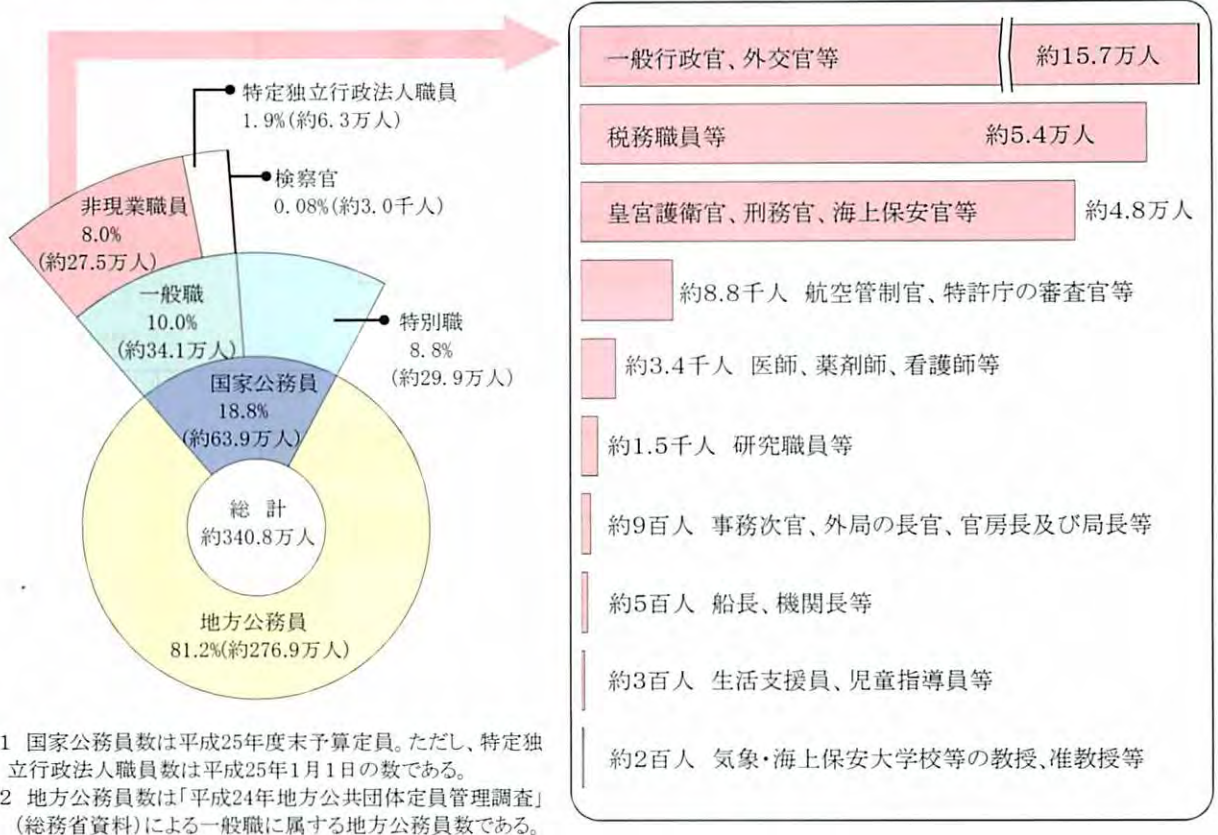 特定独立行政法人職員
1.9%(約6.3万人)
検察官
0.08%(約3.0千人)
非現業職員
8.0%
(約27.5万人)
一般職
10.0%
(約34.1万人)
特別職
8.8%
(約29.9万人)
国家公務員
18.8%
(約63.9万人)
総 計
約340.8万人
地方公務員
81.2%(約276.9万人)
1 国家公務員数は平成25年度末予算定員。ただし、特定独
立行政法人職員数は平成25年1月1日の数である。
2 地方公務員数は「平成24年地方公共団体定員管理調査」
(総務省資料)による一般職に属する地方公務員数である。
一般行政官、外交官等 約15.7万人
税務職員等 約5.4万人
皇宮護衛官、刑務官、海上保安官等 約4.8万人
約8.8千人 航空管制官、特許庁の審査官等
約3.4千人 医師、薬剤師、看護師等
約1.5千人 研究職員等
約9百人 事務次官、外局の長官、官房長及び局長等
約5百人 船長、機関長等
約3百人 生活支援員、児童指導員等
約2百人 気象・海上保安大学校等の教授、准教授等